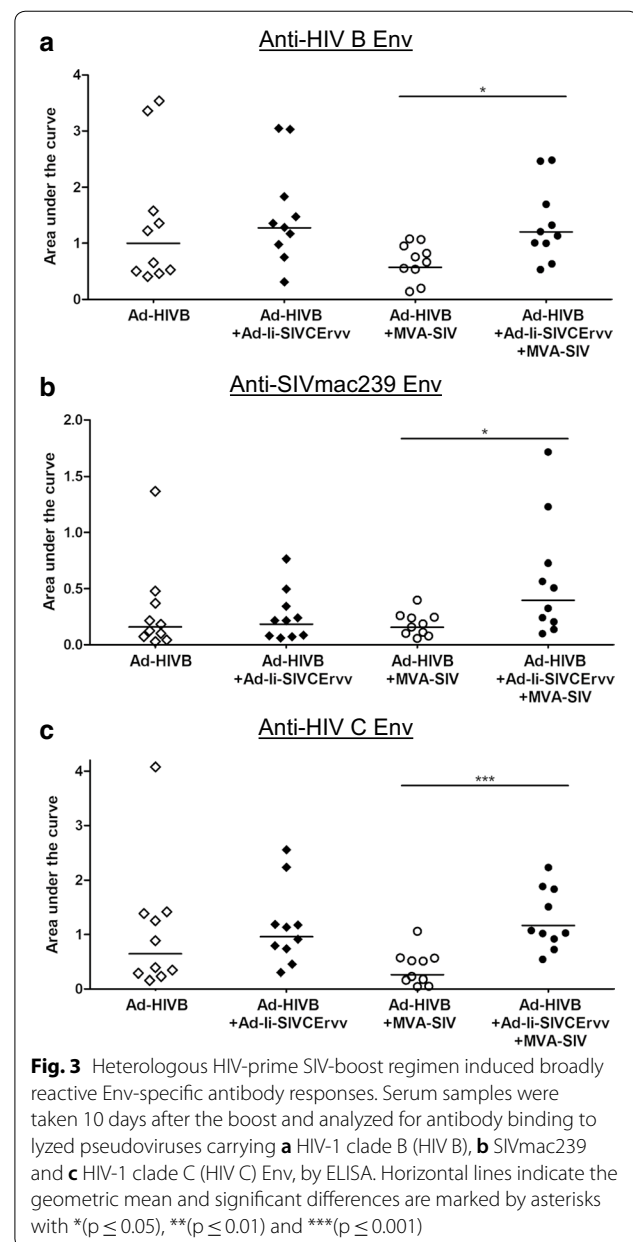 a
Anti-HIV B Env
Area under the curve
4
3
2
1
0
*
Ad-HIVB
Ad-HIVB
+Ad-Ii-SIVCErvv
Ad-HIVB
+MVA-SIV
Ad-HIVB
+Ad-Ii-SIVCErvv
+MVA-SIV
b
Anti-SIVmac239 Env
Area under the curve
2.0
1.5
1.0
0.5
0.0
*
Ad-HIVB
Ad-HIVB
+Ad-Ii-SIVCErvv
Ad-HIVB
+MVA-SIV
Ad-HIVB
+Ad-Ii-SIVCErvv
+MVA-SIV
c
Anti-HIV C Env
Area under the curve
4
3
2
1
0
***
Ad-HIVB
Ad-HIVB
+Ad-Ii-SIVCErvv
Ad-HIVB
+MVA-SIV
Ad-HIVB
+Ad-Ii-SIVCErvv
+MVA-SIV
Fig. 3 Heterologous HIV-prime SIV-boost regimen induced broadly
reactive Env-specific antibody responses. Serum samples were
taken 10 days after the boost and analyzed for antibody binding to
lyzed pseudoviruses carrying a HIV-1 clade B (HIV B), b SIVmac239
and c HIV-1 clade C (HIV C) Env, by ELISA. Horizontal lines indicate the
geometric mean and significant differences are marked by asterisks
with *(p ≤ 0.05), **(p ≤ 0.01) and ***(p ≤ 0.001)